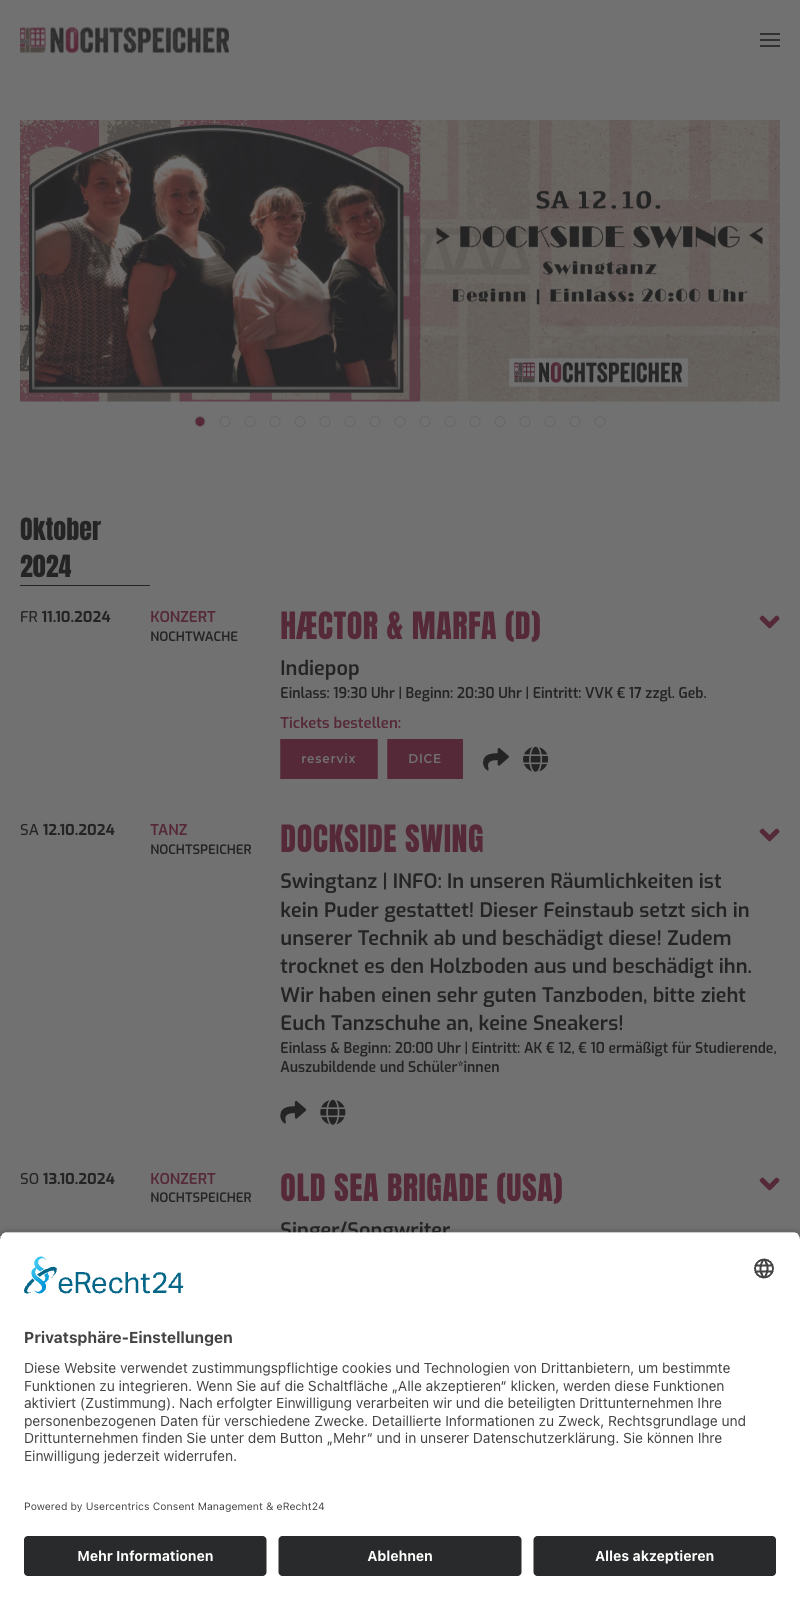 NOCHTSPEICHER
SA 12.10.
> DOCKSIDE SWING <
Swingtanz
Beginn | Einlass: 20:00 Uhr
NOCHTSPEICHER
Oktober
2024
FR 11.10.2024
KONZERT
NOCHTWACHE
HÆCTOR & MARFA (D)
Indiepop
Einlass: 19:30 Uhr | Beginn: 20:30 Uhr | Eintritt: VVK € 17 zzgl. Geb.
Tickets bestellen:
reservix
DICE
SA 12.10.2024
TANZ
NOCHTSPEICHER
DOCKSIDE SWING
Swingtanz | INFO: In unseren Räumlichkeiten ist
kein Puder gestattet! Dieser Feinstaub setzt sich in
unserer Technik ab und beschädigt diese! Zudem
trocknet es den Holzboden aus und beschädigt ihn.
Wir haben einen sehr guten Tanzboden, bitte zieht
Euch Tanzschuhe an, keine Sneakers!
Einlass & Beginn: 20:00 Uhr | Eintritt: AK € 12, € 10 ermäßigt für Studierende,
Auszubildende und Schüler*innen
SO 13.10.2024
KONZERT
NOCHTSPEICHER
OLD SEA BRIGADE (USA)
Singer/Songwriter
eRecht24
Privatsphäre-Einstellungen
Diese Website verwendet zustimmungspflichtige cookies und Technologien von Drittanbietern, um bestimmte
Funktionen zu integrieren. Wenn Sie auf die Schaltfläche „Alle akzeptieren“ klicken, werden diese Funktionen
aktiviert (Zustimmung). Nach erfolgter Einwilligung verarbeiten wir und die beteiligten Drittunternehmen Ihre
personenbezogenen Daten für verschiedene Zwecke. Detaillierte Informationen zu Zweck, Rechtsgrundlage und
Drittunternehmen finden Sie unter dem Button „Mehr“ und in unserer Datenschutzerklärung. Sie können Ihre
Einwilligung jederzeit widerrufen.
Powered by Usercentrics Consent Management & eRecht24
Mehr Informationen
Ablehnen
Alles akzeptieren